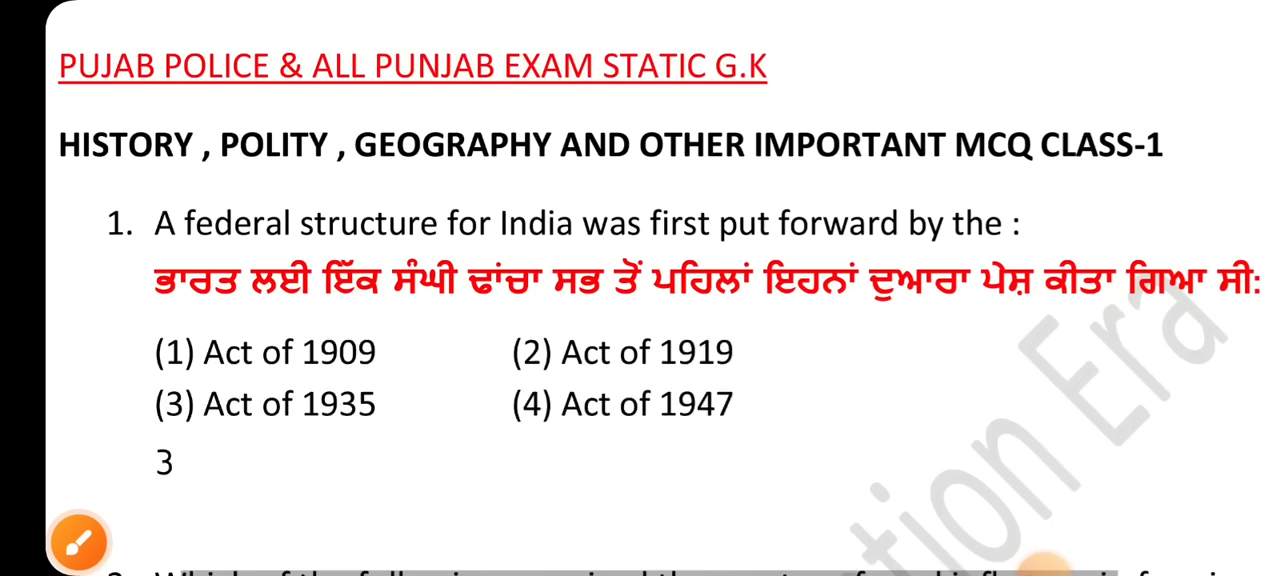 PUJAB POLICE & ALL PUNJAB EXAM STATIC G.K
HISTORY , POLITY , GEOGRAPHY AND OTHER IMPORTANT MCQ CLASS-1
1. A federal structure for India was first put forward by the :
ਭਾਰਤ ਲਈ ਇੱਕ ਸੰਘੀ ਢਾਂਚਾ ਸਭ ਤੋਂ ਪਹਿਲਾਂ ਇਹਨਾਂ ਦੁਆਰਾ ਪੇਸ਼ ਕੀਤਾ ਗਿਆ ਸੀ:
(1) Act of 1909 (2) Act of 1919
(3) Act of 1935 (4) Act of 1947
3
tion Era